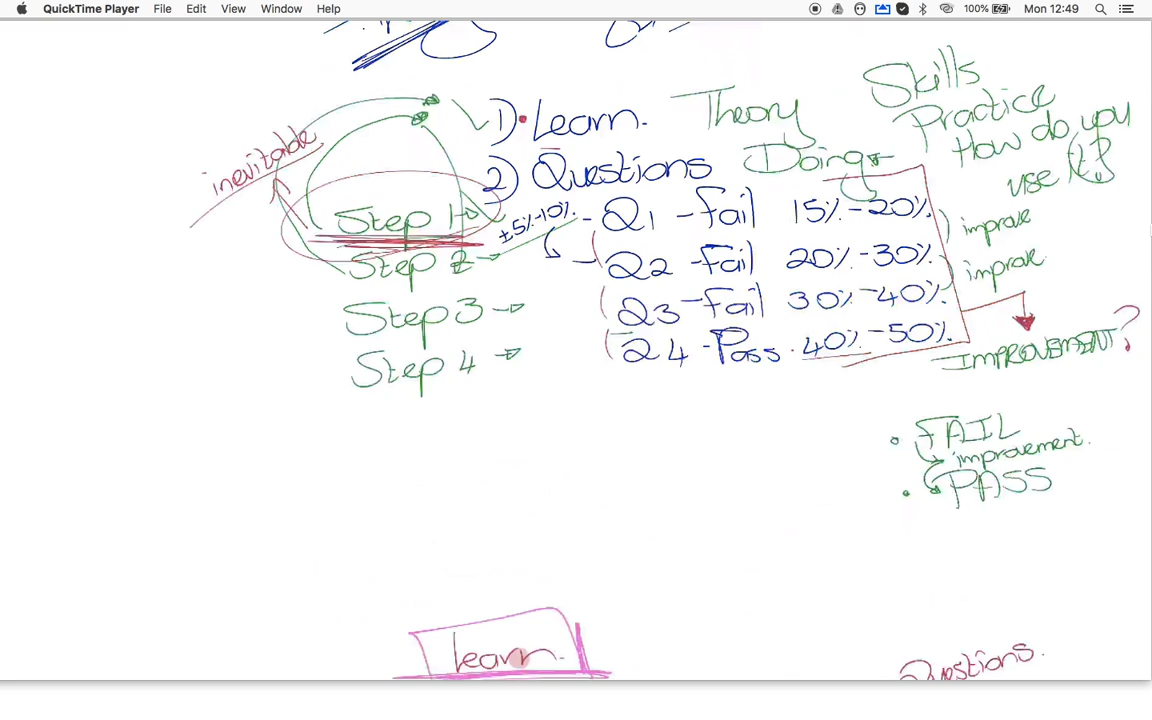 QuickTime Player File Edit View Window Help 100% Mon 12:49
1) Learn. Theory
Skills
Practice
How do you
use it?
inevitable
2) Questions Doing
Step 1 ±5%-10% - Q1 - fail 15% - 20%. improve
Step 2 - Q2 - fail 20% - 30%. improve
Step 3 Q3 - fail 30% - 40%.
Step 4 Q4 - Pass. 40% - 50%.
IMPROVEMENT?
• FAIL
improvement.
• PASS
Learn.
Questions.